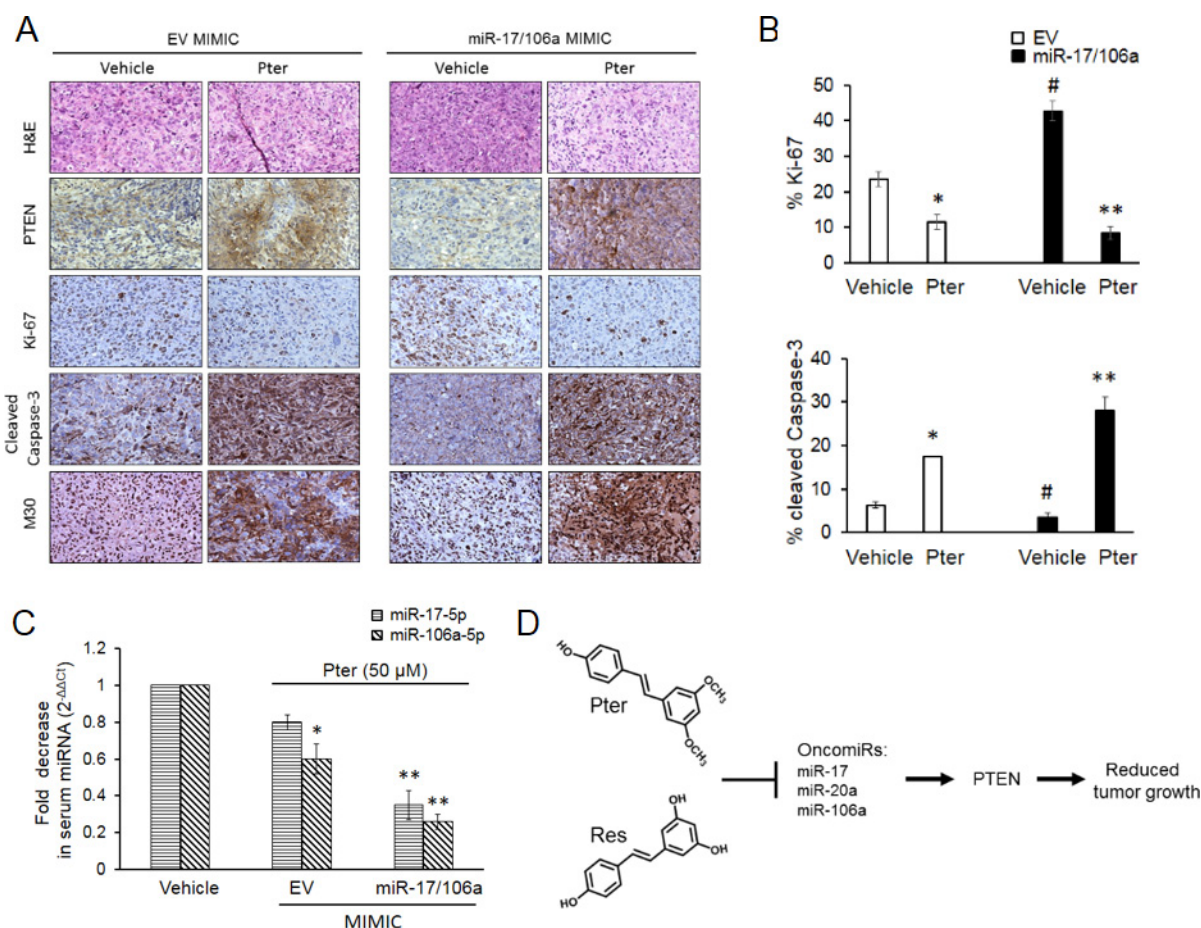 A
EV MIMIC
miR-17/106a MIMIC
Vehicle
Pter
Vehicle
Pter
H&E
PTEN
Ki-67
Cleaved
Caspase-3
M30
B
EV
miR-17/106a
% Ki-67
50
40
30
20
10
0
#
*
**
Vehicle
Pter
Vehicle
Pter
% cleaved Caspase-3
40
30
20
10
0
*
#
**
Vehicle
Pter
Vehicle
Pter
C
miR-17-5p
miR-106a-5p
Fold decrease
in serum miRNA (2-ΔΔCt)
1.2
1
0.8
0.6
0.4
0.2
0
Pter (50 µM)
*
**
**
Vehicle
EV
miR-17/106a
MIMIC
D
HO
OCH3
OCH3
Pter
Res
OH
OH
HO
OncomiRs:
miR-17
miR-20a
miR-106a
PTEN
Reduced
tumor growth